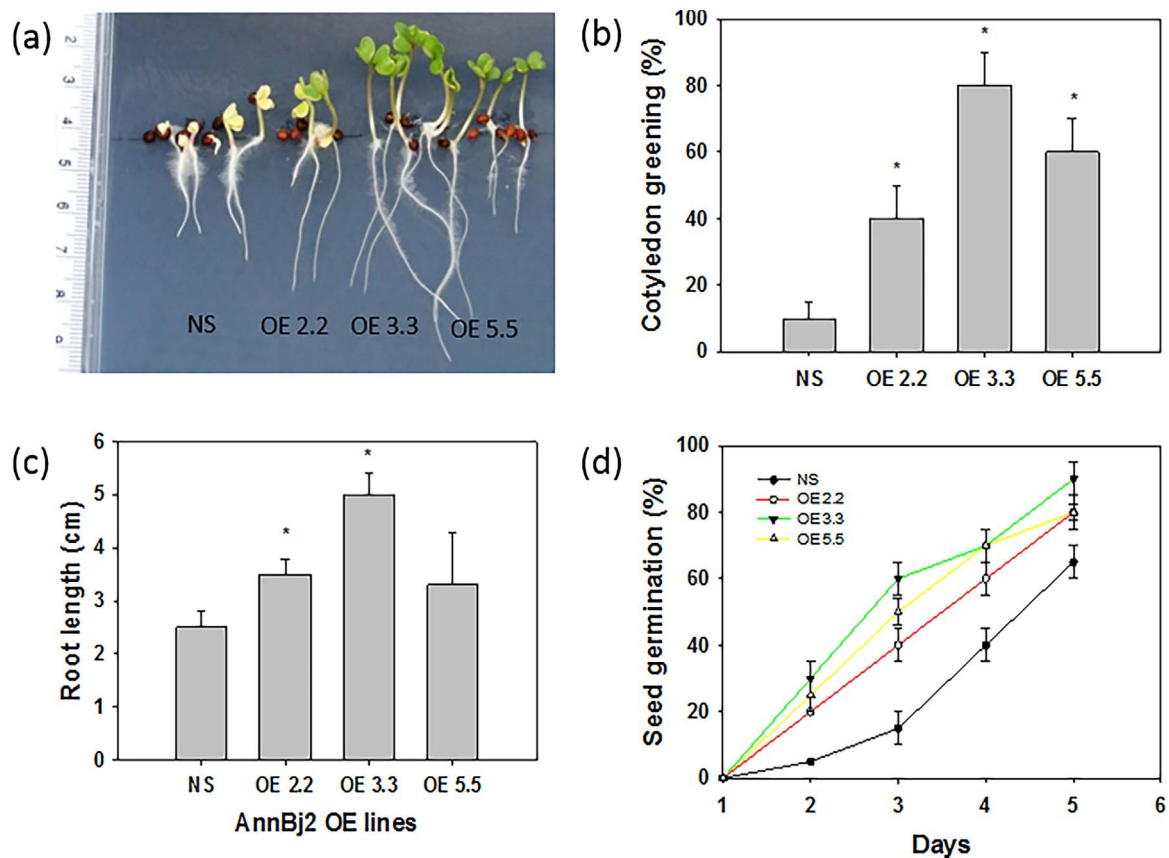 (a)
2
3
4
5
6
7
8
9
NS OE 2.2 OE 3.3 OE 5.5
(b)
Cotyledon greening (%)
100
80
60
40
20
0
* * *
NS OE 2.2 OE 3.3 OE 5.5
(c)
Root length (cm)
6
5
4
3
2
1
0
* *
NS OE 2.2 OE 3.3 OE 5.5
AnnBj2 OE lines
(d)
Seed germination (%)
100
80
60
40
20
0
NS
OE2.2
OE3.3
OE5.5
1 2 3 4 5 6
Days